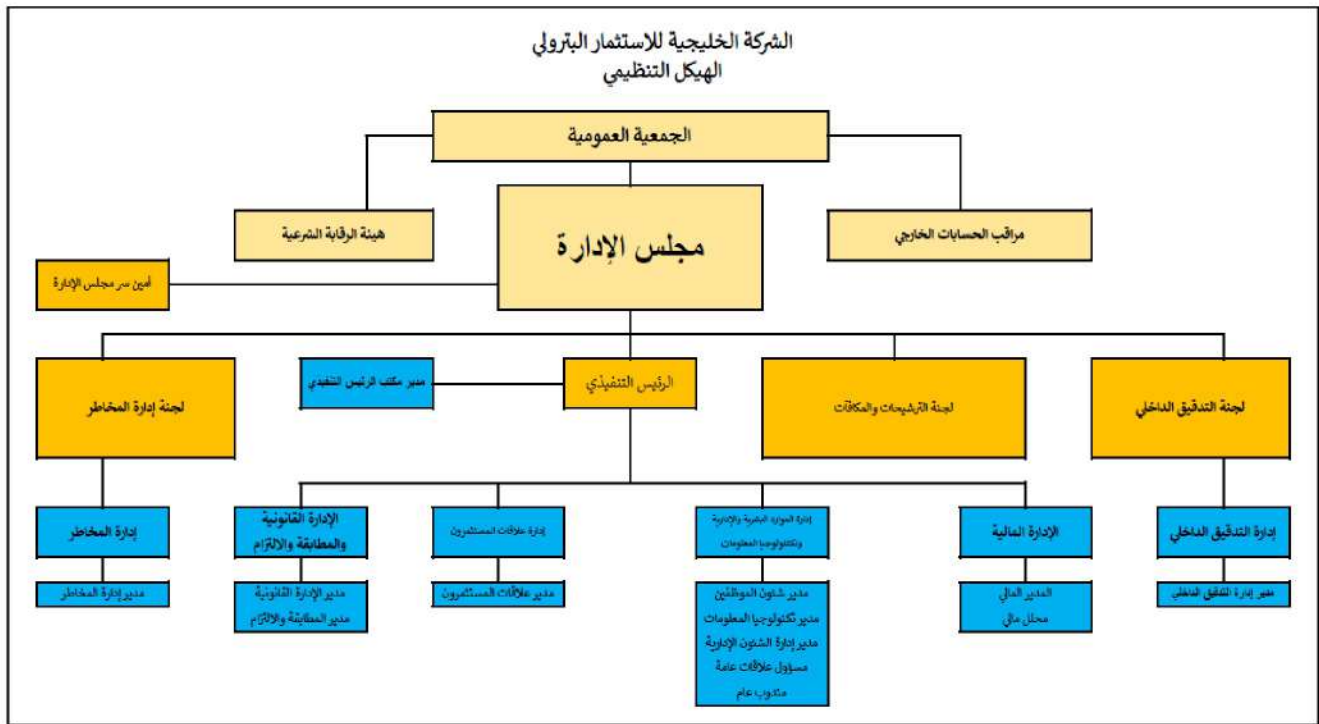 الشركة الخليجية للاستثمار البترولي
الهيكل التنظيمي
الجمعية العمومية
مراقب الحسابات الخارجي
هيئة الرقابة الشرعية
مجلس الإدارة
أمين سر مجلس الإدارة
لجنة التدقيق الداخلي
لجنة الترشيحات والمكافآت
الرئيس التنفيذي
مدير مكتب الرئيس التنفيذي
لجنة إدارة المخاطر
إدارة التدقيق الداخلي
مدير إدارة التدقيق الداخلي
الإدارة المالية
المدير المالي
محلل مالي
إدارة الموارد البشرية والإدارية
وتكنولوجيا المعلومات
مدير شئون الموظفين
مدير تكنولوجيا المعلومات
مدير إدارة الشئون الإدارية
مسؤول علاقات عامة
مندوب عام
إدارة علاقات المستثمرون
مدير علاقات المستثمرون
الإدارة القانونية
والمطابقة والالتزام
مدير الإدارة القانونية
مدير المطابقة والالتزام
إدارة المخاطر
مدير إدارة المخاطر